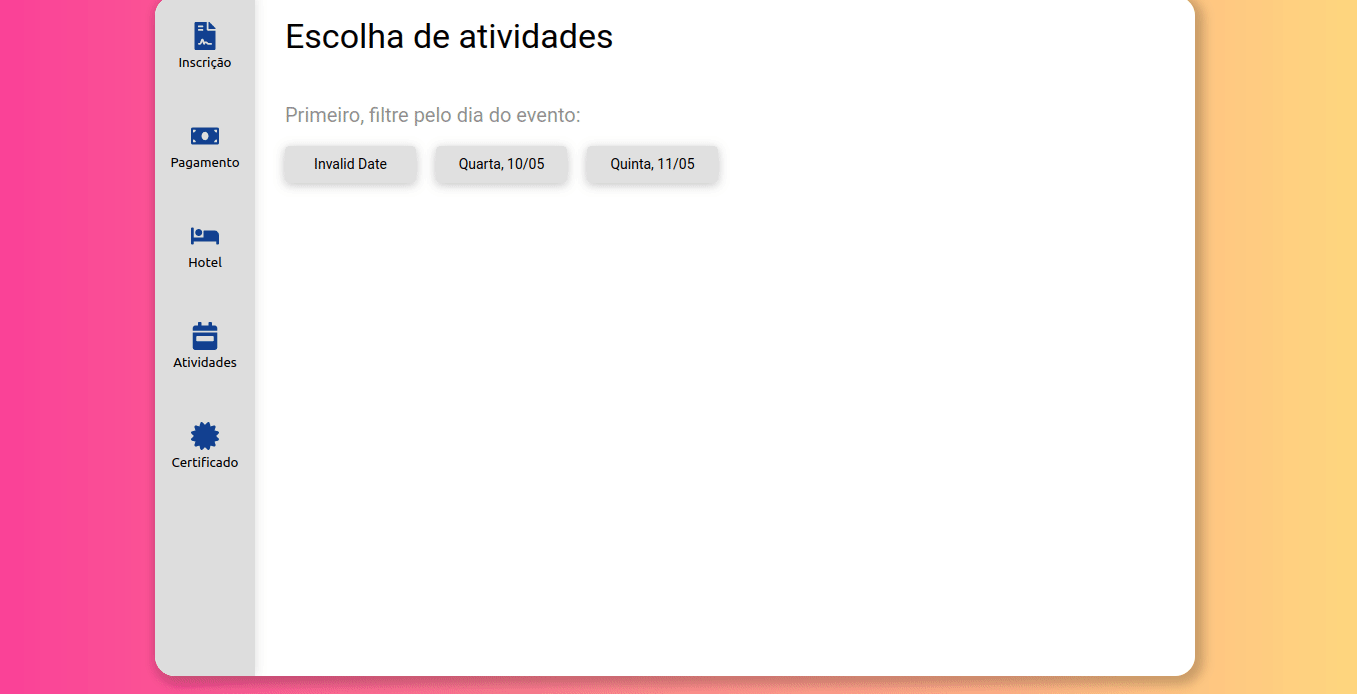 Inscrição
Pagamento
Hotel
Atividades
Certificado
Escolha de atividades
Primeiro, filtre pelo dia do evento:
Invalid Date Quarta, 10/05 Quinta, 11/05